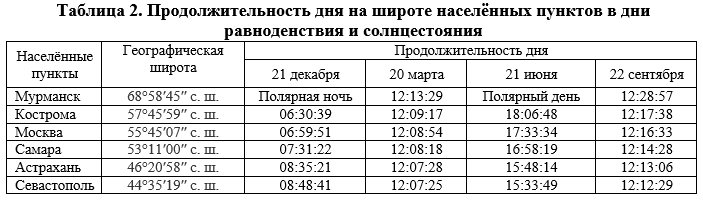 Таблица 2. Продолжительность дня на широте населённых пунктов в дни
равноденствия и солнцестояния
Населённые пункты Географическая широта Продолжительность дня
21 декабря 20 марта 21 июня 22 сентября
Мурманск 68°58′45″ с. ш. Полярная ночь 12:13:29 Полярный день 12:28:57
Кострома 57°45′59″ с. ш. 06:30:39 12:09:17 18:06:48 12:17:38
Москва 55°45′07″ с. ш. 06:59:51 12:08:54 17:33:34 12:16:33
Самара 53°11′00″ с. ш. 07:31:22 12:08:18 16:58:19 12:14:28
Астрахань 46°20′58″ с. ш. 08:35:21 12:07:28 15:48:14 12:13:06
Севастополь 44°35′19″ с. ш. 08:48:41 12:07:25 15:33:49 12:12:29